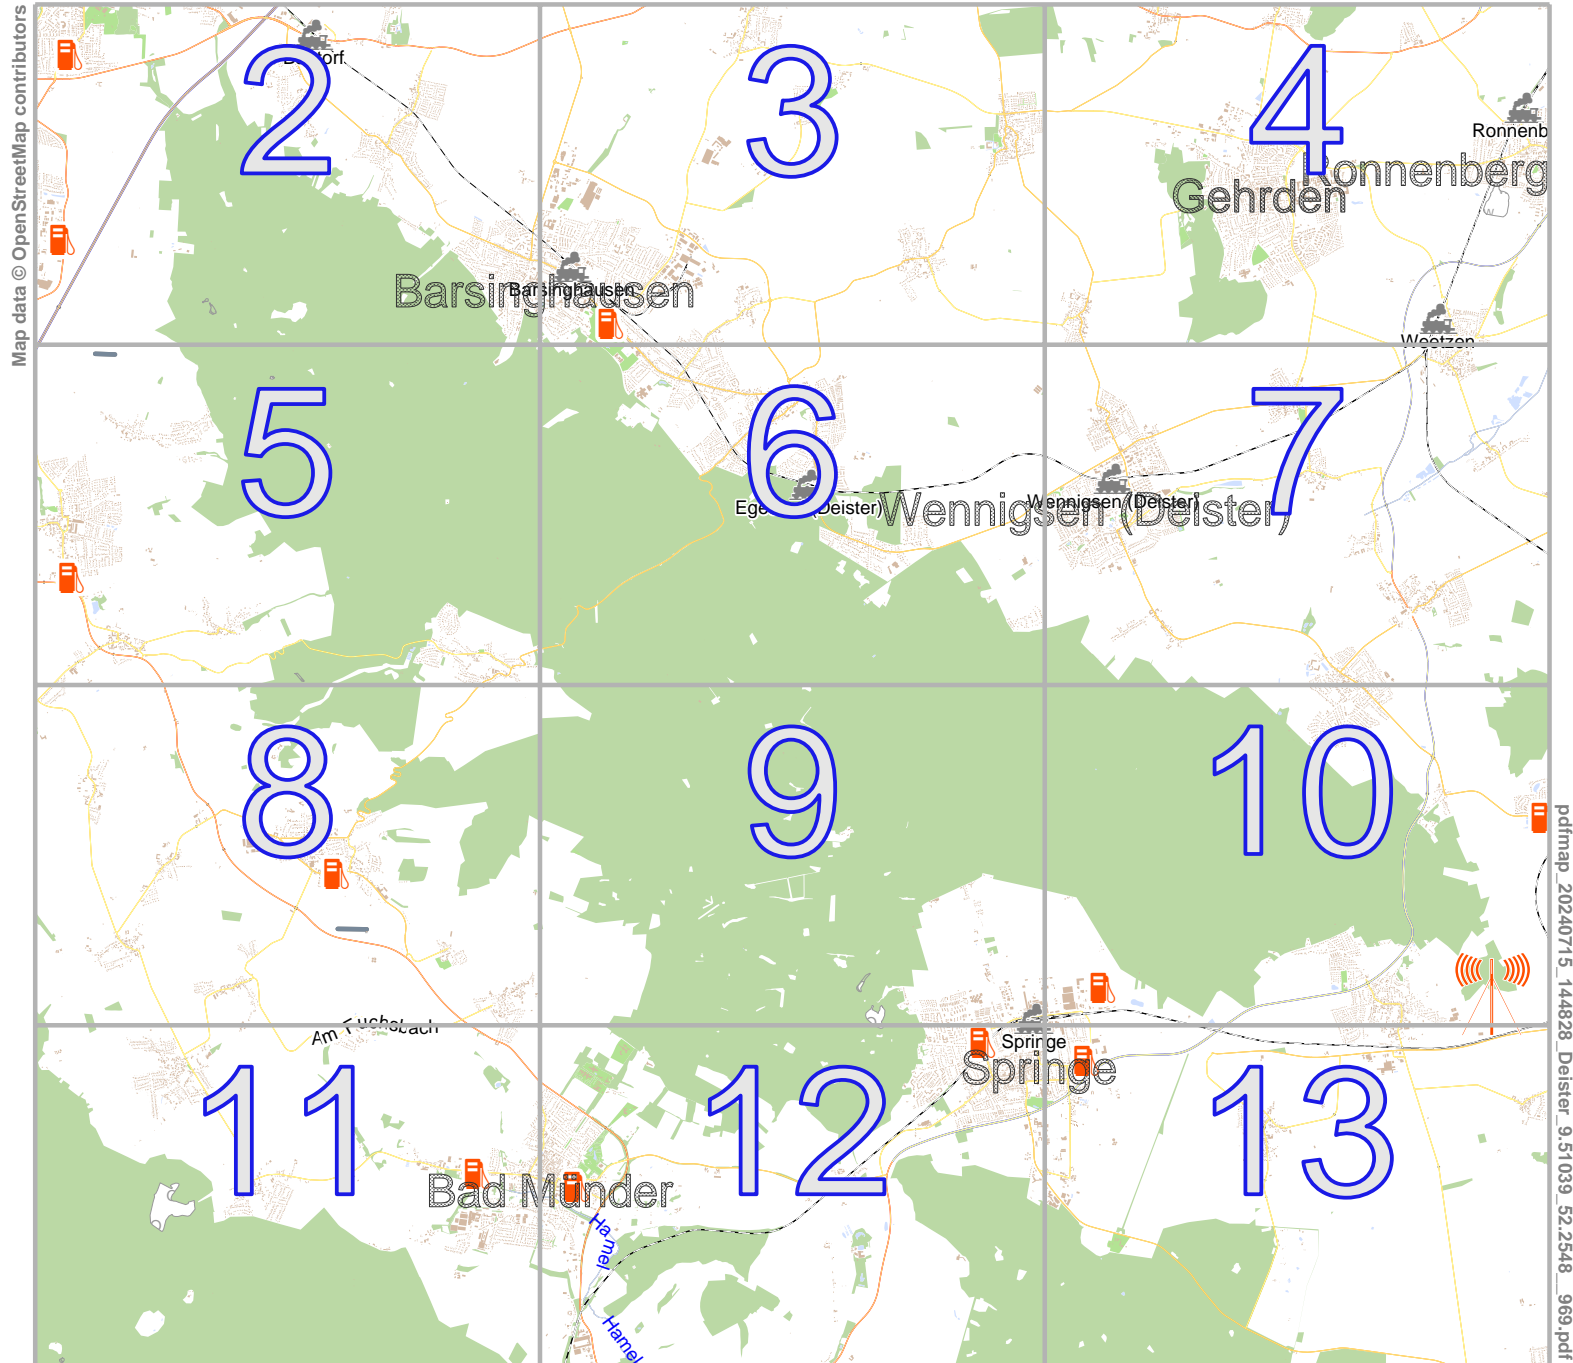 Map data © OpenStreetMap contributors
2
3
4
Ronnenb
Ronnenberg
Gehrden
Barsinghausen
Barsinghausen
Weetzen
5
6
7
(Deister)
Wennigsen (Deister)
Wennigsen (Deister)
8
9
10
pdfmap_20240715_144828_Deister_9.51039_52.2548__969.pdf
Am Fuchsbach
Springe
Springe
11
12
13
Bad Münder
Hamel
Hamel